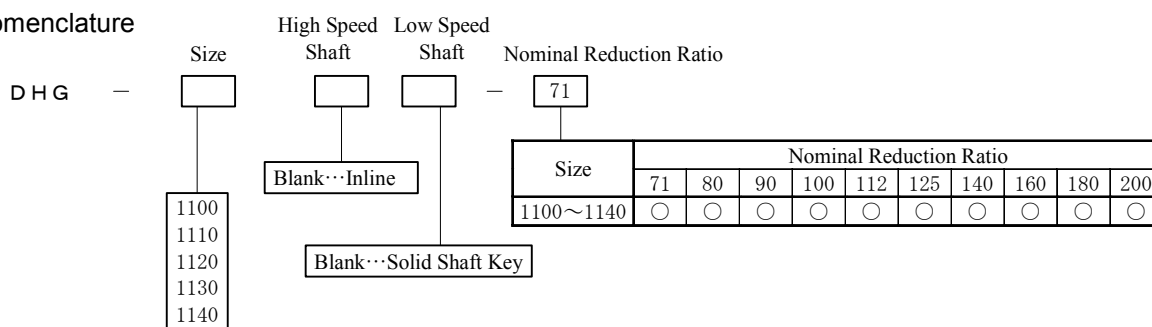 omenclature
High Speed Low Speed
Size Shaft Shaft Nominal Reduction Ratio
DHG － － 71
Size Nominal Reduction Ratio
71 80 90 100 112 125 140 160 180 200
1100～1140 ○ ○ ○ ○ ○ ○ ○ ○ ○ ○
Blank…Inline
1100
1110
1120
1130
1140
Blank…Solid Shaft Key